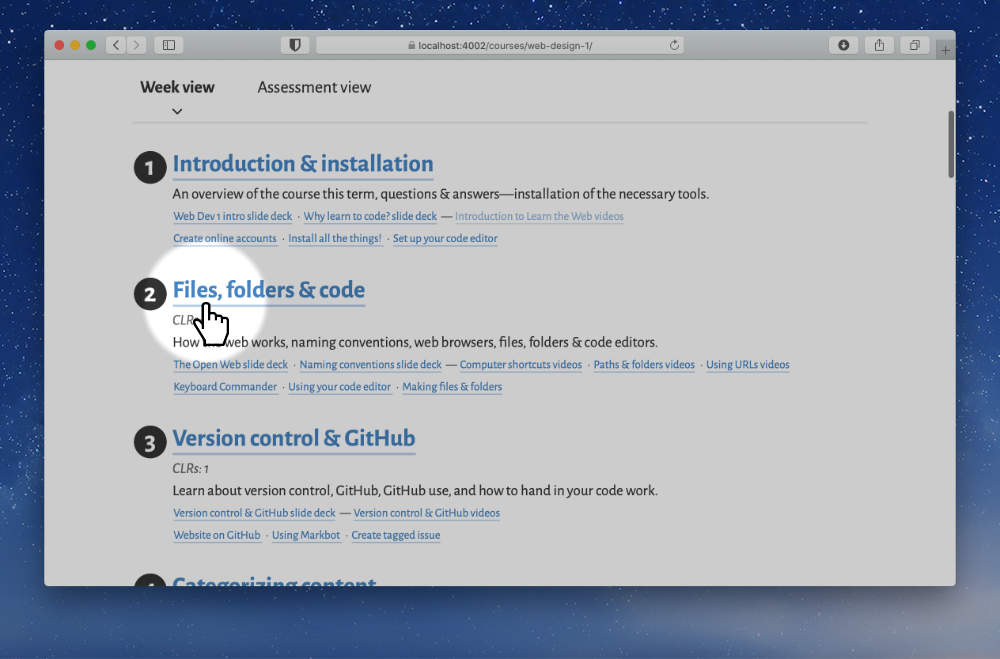 localhost:4002/courses/web-design-1/
Week view Assessment view
1 Introduction & installation
An overview of the course this term, questions & answers—installation of the necessary tools.
Web Dev 1 intro slide deck · Why learn to code? slide deck — Introduction to Learn the Web videos
Create online accounts · Install all the things! · Set up your code editor
2 Files, folders & code
How web works, naming conventions, web browsers, files, folders & code editors.
The Open Web slide deck · Naming conventions slide deck — Computer shortcuts videos · Paths & folders videos · Using URLs videos
Keyboard Commander · Using your code editor · Making files & folders
3 Version control & GitHub
CLRs: 1
Learn about version control, GitHub, GitHub use, and how to hand in your code work.
Version control & GitHub slide deck — Version control & GitHub videos
Website on GitHub · Using Markbot · Create tagged issue
Categorizing content